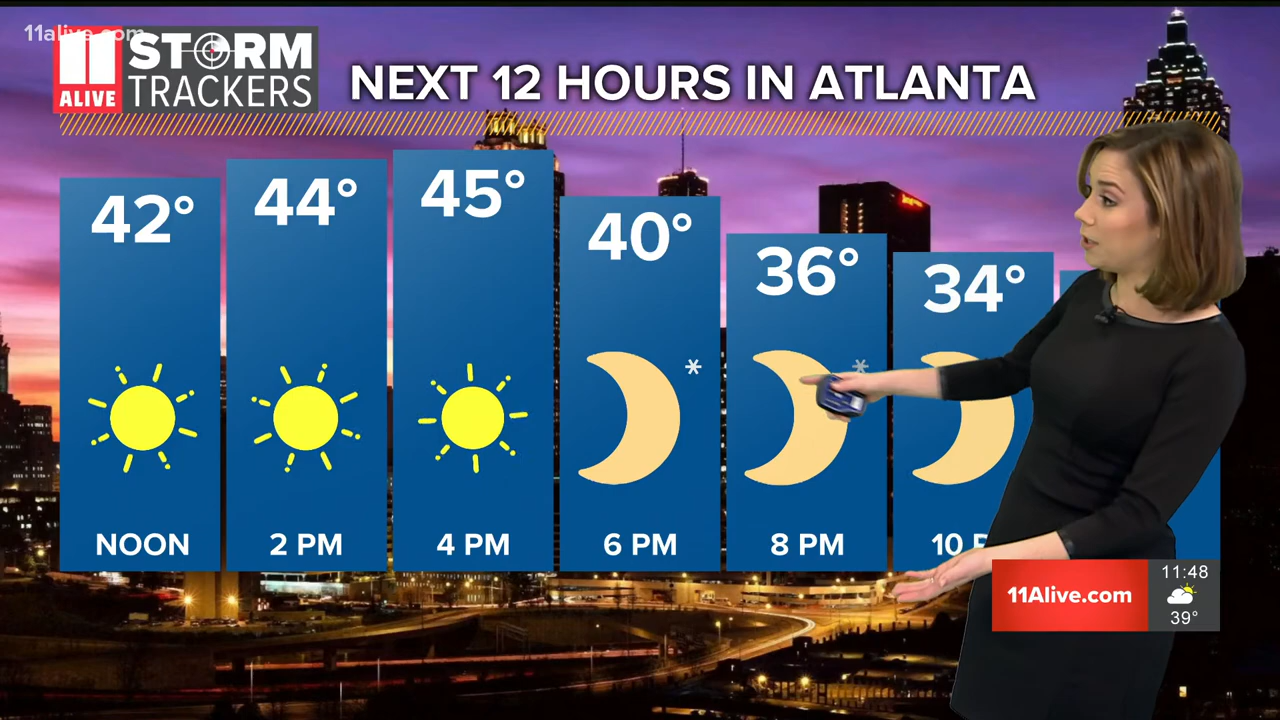 11alive.com
11
ALIVE
STORM
TRACKERS
NEXT 12 HOURS IN ATLANTA
42°
44°
45°
40°
36°
34°
NOON
2 PM
4 PM
6 PM
8 PM
10 P
11Alive.com
11:48
39°